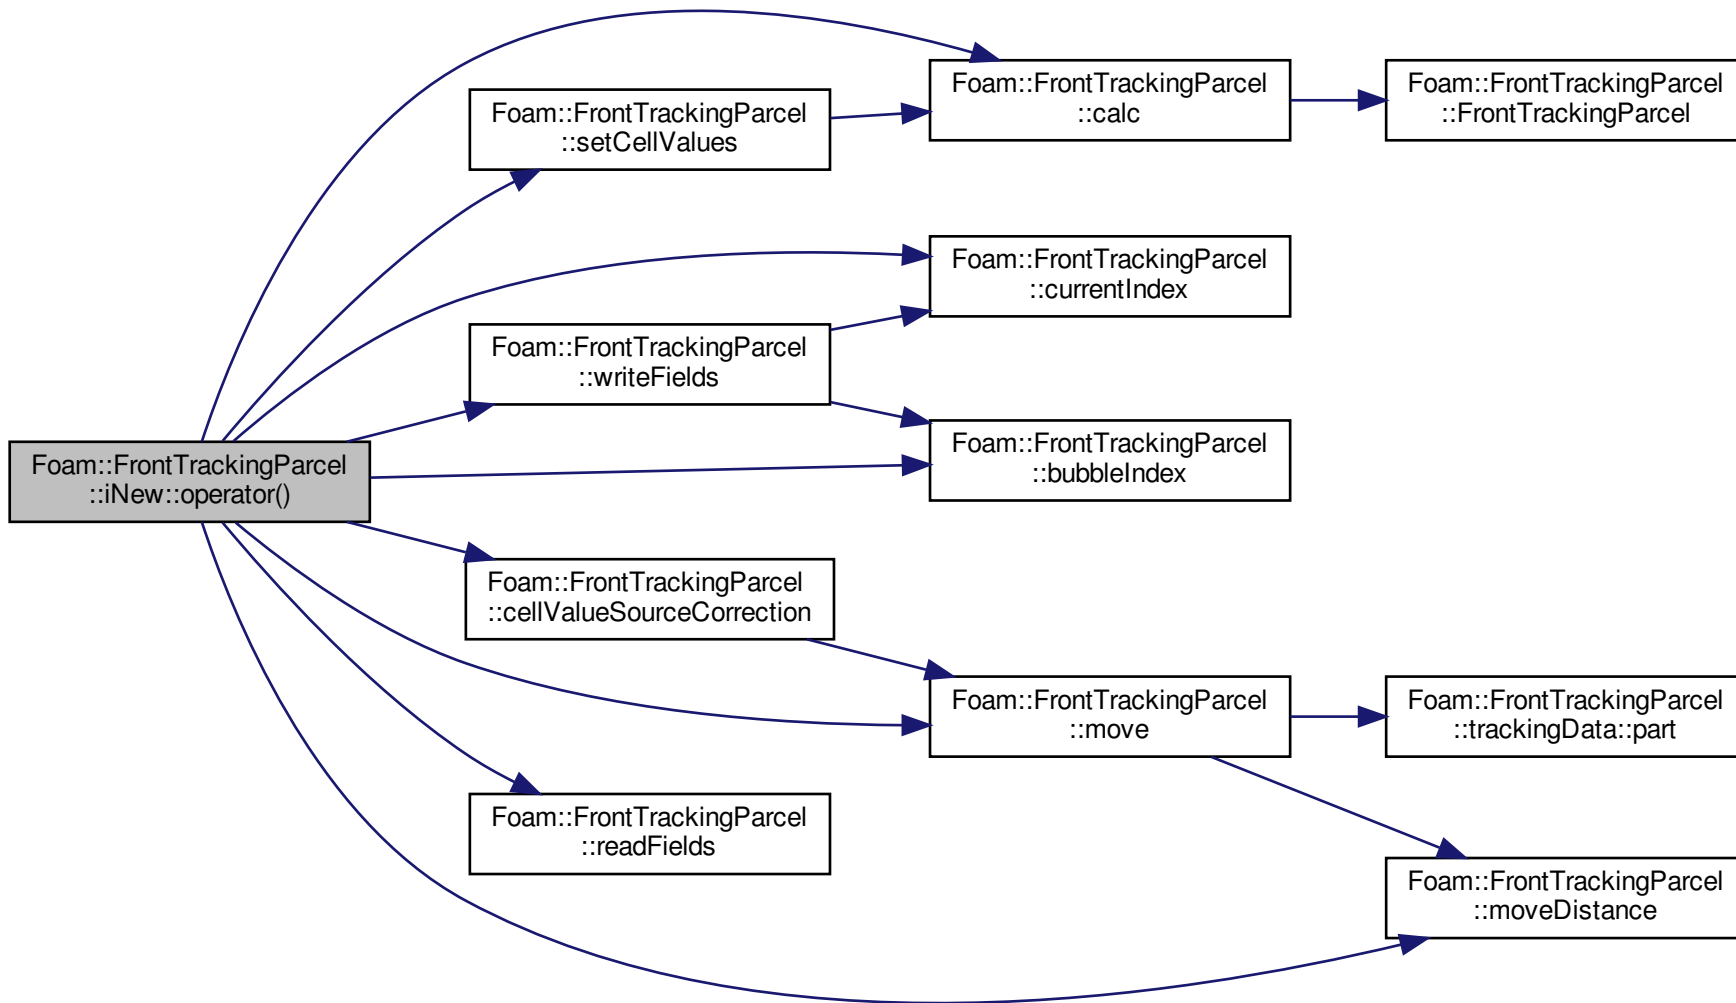 Foam::FrontTrackingParcel
::iNew::operator()
Foam::FrontTrackingParcel
::setCellValues
Foam::FrontTrackingParcel
::calc
Foam::FrontTrackingParcel
::FrontTrackingParcel
Foam::FrontTrackingParcel
::currentIndex
Foam::FrontTrackingParcel
::writeFields
Foam::FrontTrackingParcel
::bubbleIndex
Foam::FrontTrackingParcel
::cellValueSourceCorrection
Foam::FrontTrackingParcel
::move
Foam::FrontTrackingParcel
::trackingData::part
Foam::FrontTrackingParcel
::readFields
Foam::FrontTrackingParcel
::moveDistance